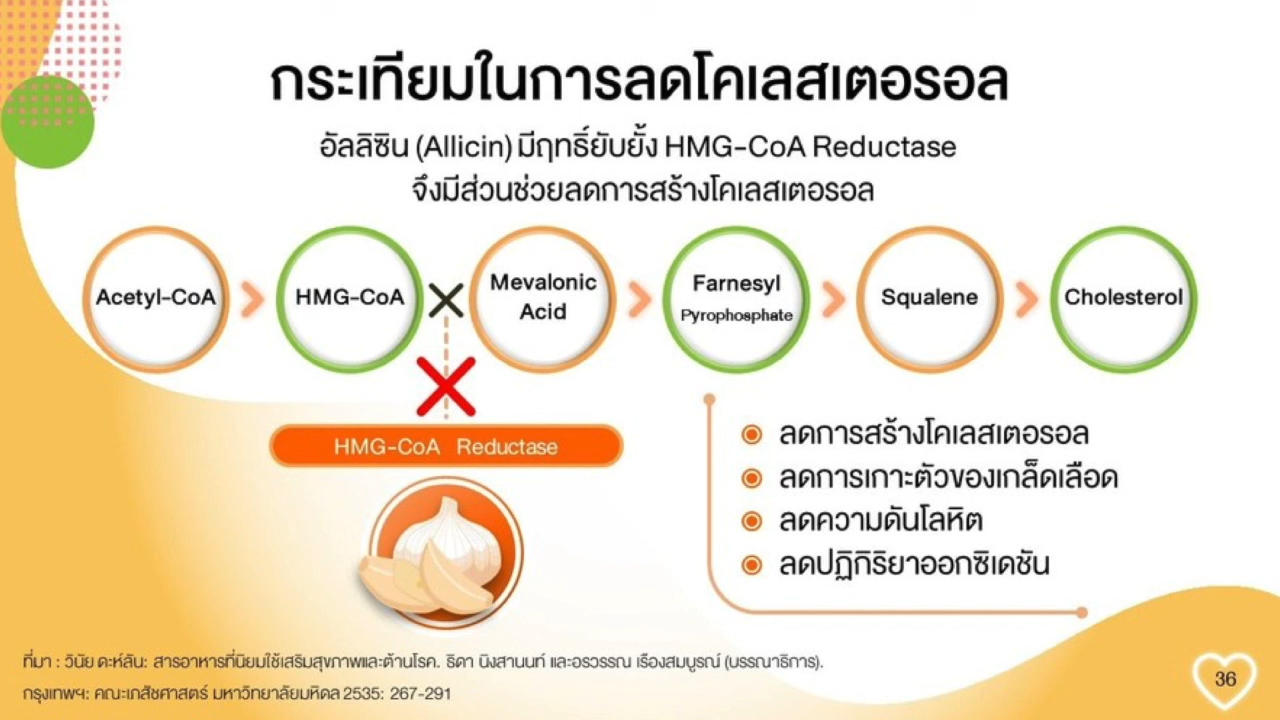 กระเทียมในการลดโคเลสเตอรอล
อัลลิซิน (Allicin) มีฤทธิ์ยับยั้ง HMG-CoA Reductase
จึงมีส่วนช่วยลดการสร้างโคเลสเตอรอล
Acetyl-CoA
HMG-CoA
Mevalonic
Acid
Farnesyl
Pyrophosphate
Squalene
Cholesterol
HMG-CoA Reductase
ลดการสร้างโคเลสเตอรอล
ลดการเกาะตัวของเกล็ดเลือด
ลดความดันโลหิต
ลดปฏิกิริยาออกซิเดชัน
ที่มา : วินัย ดะห์ลัน: สารอาหารที่นิยมใช้เสริมสุขภาพและต้านโรค. ธิดา นิงสานนท์ และอรวรรณ เรืองสมบูรณ์ (บรรณาธิการ).
กรุงเทพฯ: คณะเภสัชศาสตร์ มหาวิทยาลัยมหิดล 2535: 267-291
36